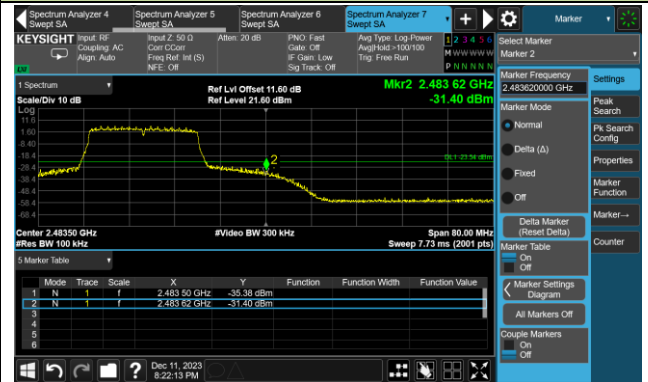 Spectrum Analyzer 4
Swept SA
Spectrum Analyzer 5
Swept SA
Spectrum Analyzer 6
Swept SA
Spectrum Analyzer 7
Swept SA
Marker
KEYSIGHT
Input: RF
Coupling: AC
Align: Auto
Input Z: 50 Ω
Corr CCorr
Freq Ref: Int (S)
NFE: Off
Atten: 20 dB
PNO: Fast
Gate: Off
IF Gain: Low
Sig Track: Off
Avg Type: Log-Power
Avg|Hold:>100/100
Trig: Free Run
1 2 3 4 5 6
M W W W W W
P N N N N N
Select Marker
Marker 2
1 Spectrum
Scale/Div 10 dB
Log
Ref Lvl Offset 11.60 dB
Ref Level 21.60 dBm
Mkr2 2.483 62 GHz
-31.40 dBm
11.6
1.60
-8.40
-18.4
-28.4
-38.4
-48.4
-58.4
-68.4
2
DL1 -23.56 dBm
Center 2.48350 GHz
#Res BW 100 kHz
#Video BW 300 kHz
Span 80.00 MHz
Sweep 7.73 ms (2001 pts)
5 Marker Table
Mode Trace Scale X Y Function Function Width Function Value
1 N 1 f 2.483 50 GHz -35.38 dBm
2 N 1 f 2.483 62 GHz -31.40 dBm
3
4
5
6
Marker Frequency
2.483620000 GHz
Marker Mode
Normal
Delta (Δ)
Fixed
Off
Delta Marker
(Reset Delta)
Marker Table
On
Off
Marker Settings
Diagram
All Markers Off
Couple Markers
On
Off
Settings
Peak
Search
Pk Search
Config
Properties
Marker
Function
Marker→
Counter
Dec 11, 2023
8:22:13 PM